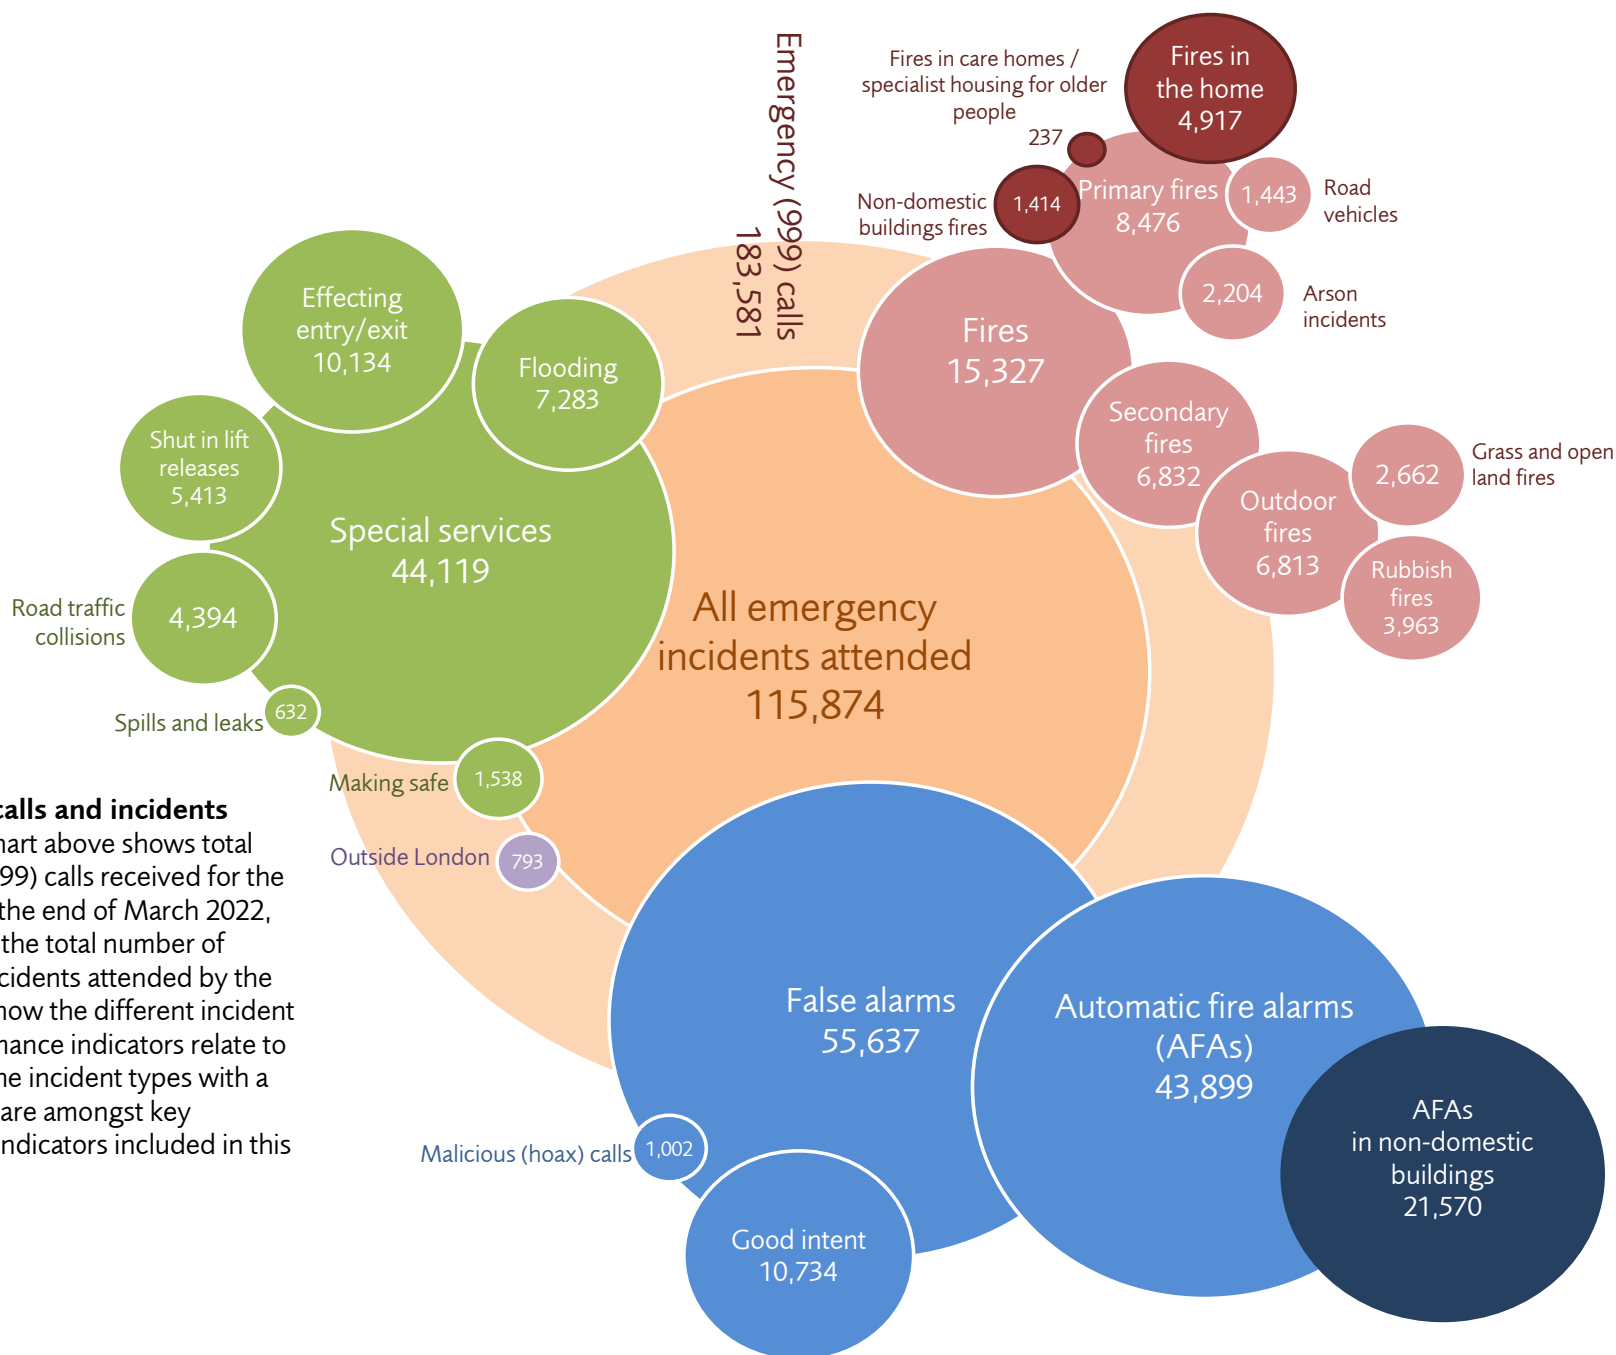 Emergency (999) calls
183,581
Fires in care homes /
specialist housing for older
people
237
Fires in
the home
4,917
Non-domestic
buildings fires
1,414
Primary fires
8,476
1,443
Road
vehicles
2,204
Arson
incidents
Fires
15,327
Secondary
fires
6,832
Outdoor
fires
6,813
2,662
Grass and open
land fires
Rubbish
fires
3,963
Effecting
entry/exit
10,134
Flooding
7,283
Shut in lift
releases
5,413
Special services
44,119
Road traffic
collisions
4,394
Spills and leaks
632
Making safe
1,538
Outside London
793
All emergency
incidents attended
115,874
calls and incidents
hart above shows total
99) calls received for the
the end of March 2022,
the total number of
cidents attended by the
how the different incident
mance indicators relate to
he incident types with a
are amongst key
indicators included in this
False alarms
55,637
Automatic fire alarms
(AFAs)
43,899
AFAs
in non-domestic
buildings
21,570
Malicious (hoax) calls
1,002
Good intent
10,734